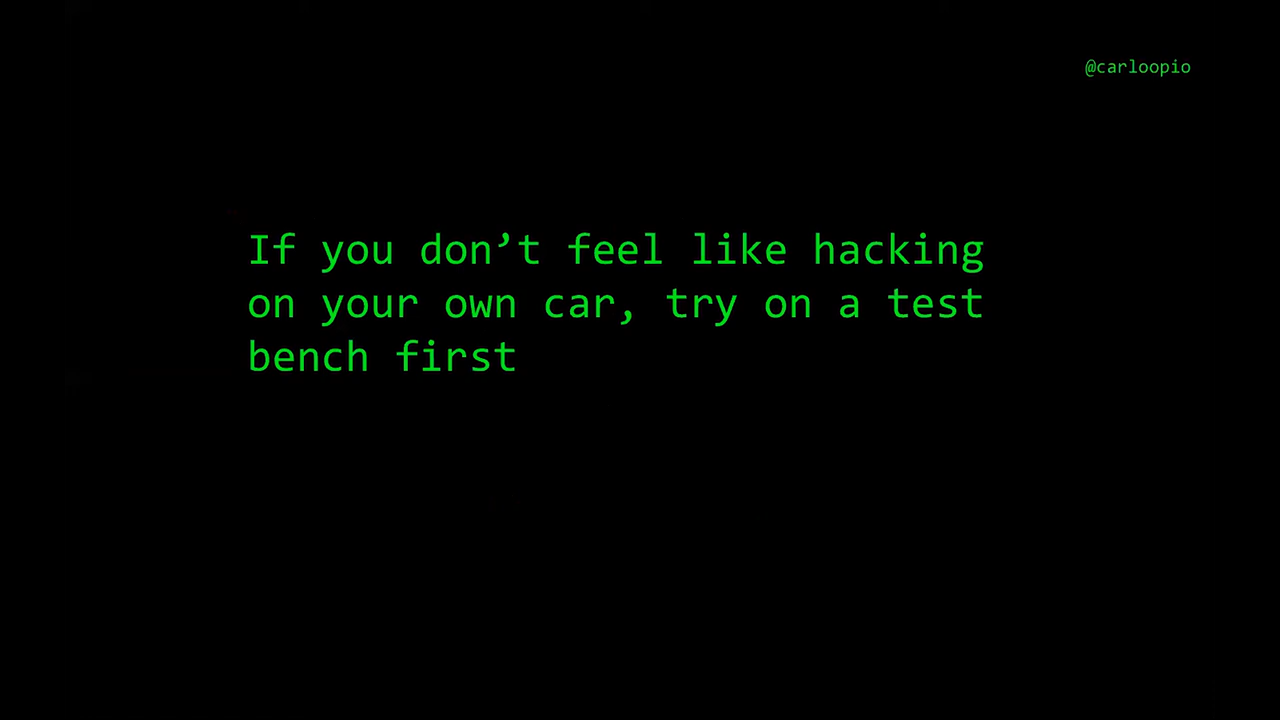 @carloopio
If you don’t feel like hacking
on your own car, try on a test
bench first